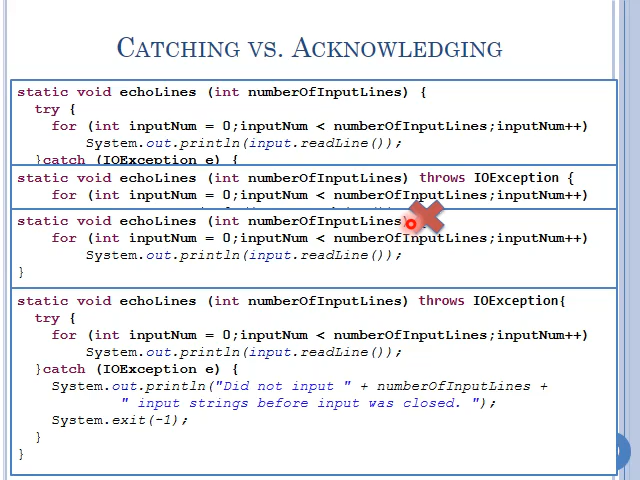 CATCHING VS. ACKNOWLEDGING
static void echoLines (int numberOfInputLines) {
try {
for (int inputNum = 0;inputNum < numberOfInputLines;inputNum++)
System.out.println(input.readLine());
}catch (IOException e) {
static void echoLines (int numberOfInputLines) throws IOException {
for (int inputNum = 0;inputNum < numberOfInputLines;inputNum++)
static void echoLines (int numberOfInputLines)
for (int inputNum = 0;inputNum < numberOfInputLines;inputNum++)
System.out.println(input.readLine());
}
static void echoLines (int numberOfInputLines) throws IOException{
try {
for (int inputNum = 0;inputNum < numberOfInputLines;inputNum++)
System.out.println(input.readLine());
}catch (IOException e) {
System.out.println("Did not input " + numberOfInputLines +
" input strings before input was closed. ");
System.exit(-1);
}
}